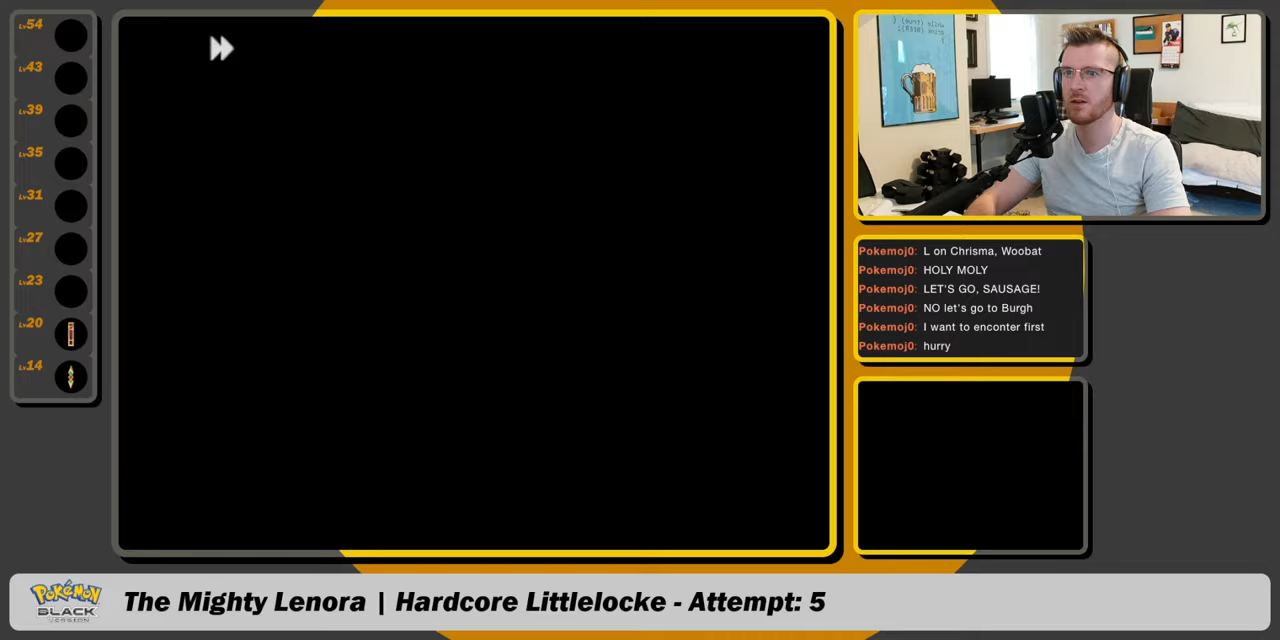 Lv54
Lv43
Lv39
Lv35
Lv31
Lv27
Lv23
Lv20
Lv14
Pokemoj0: L on Chrisma, Woobat
Pokemoj0: HOLY MOLY
Pokemoj0: LET'S GO, SAUSAGE!
Pokemoj0: NO let's go to Burgh
Pokemoj0: I want to enconter first
Pokemoj0: hurry
POKéMON
BLACK
VERSION
The Mighty Lenora | Hardcore Littlelocke - Attempt: 5